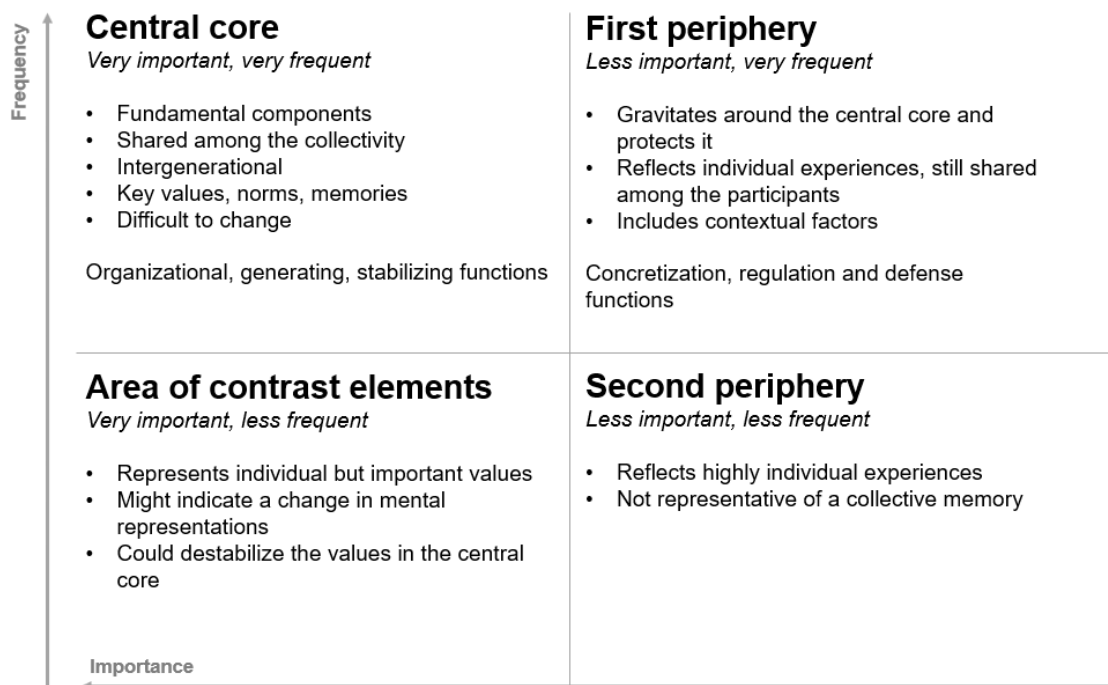 Frequency
Central core
Very important, very frequent
• Fundamental components
• Shared among the collectivity
• Intergenerational
• Key values, norms, memories
• Difficult to change
Organizational, generating, stabilizing functions
First periphery
Less important, very frequent
• Gravitates around the central core and
protects it
• Reflects individual experiences, still shared
among the participants
• Includes contextual factors
Concretization, regulation and defense
functions
Area of contrast elements
Very important, less frequent
• Represents individual but important values
• Might indicate a change in mental
representations
• Could destabilize the values in the central
core
Second periphery
Less important, less frequent
• Reflects highly individual experiences
• Not representative of a collective memory
Importance